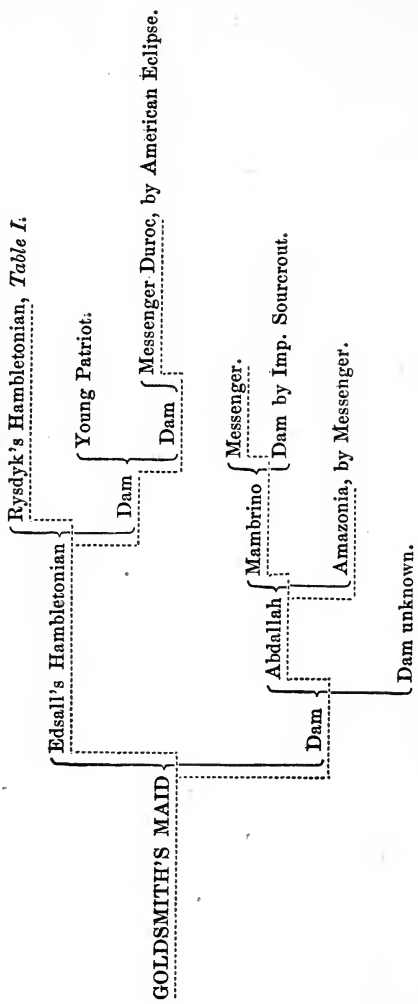 GOLDSMITH'S MAID
Edsall's Hambletonian
Rysdyk's Hambletonian, Table I.
Dam
Young Patriot.
Dam
Messenger Duroc, by American Eclipse.
Dam
Abdallah
Mambrino
Messenger.
Dam by Imp. Sourcrout.
Amazonia, by Messenger.
Dam unknown.